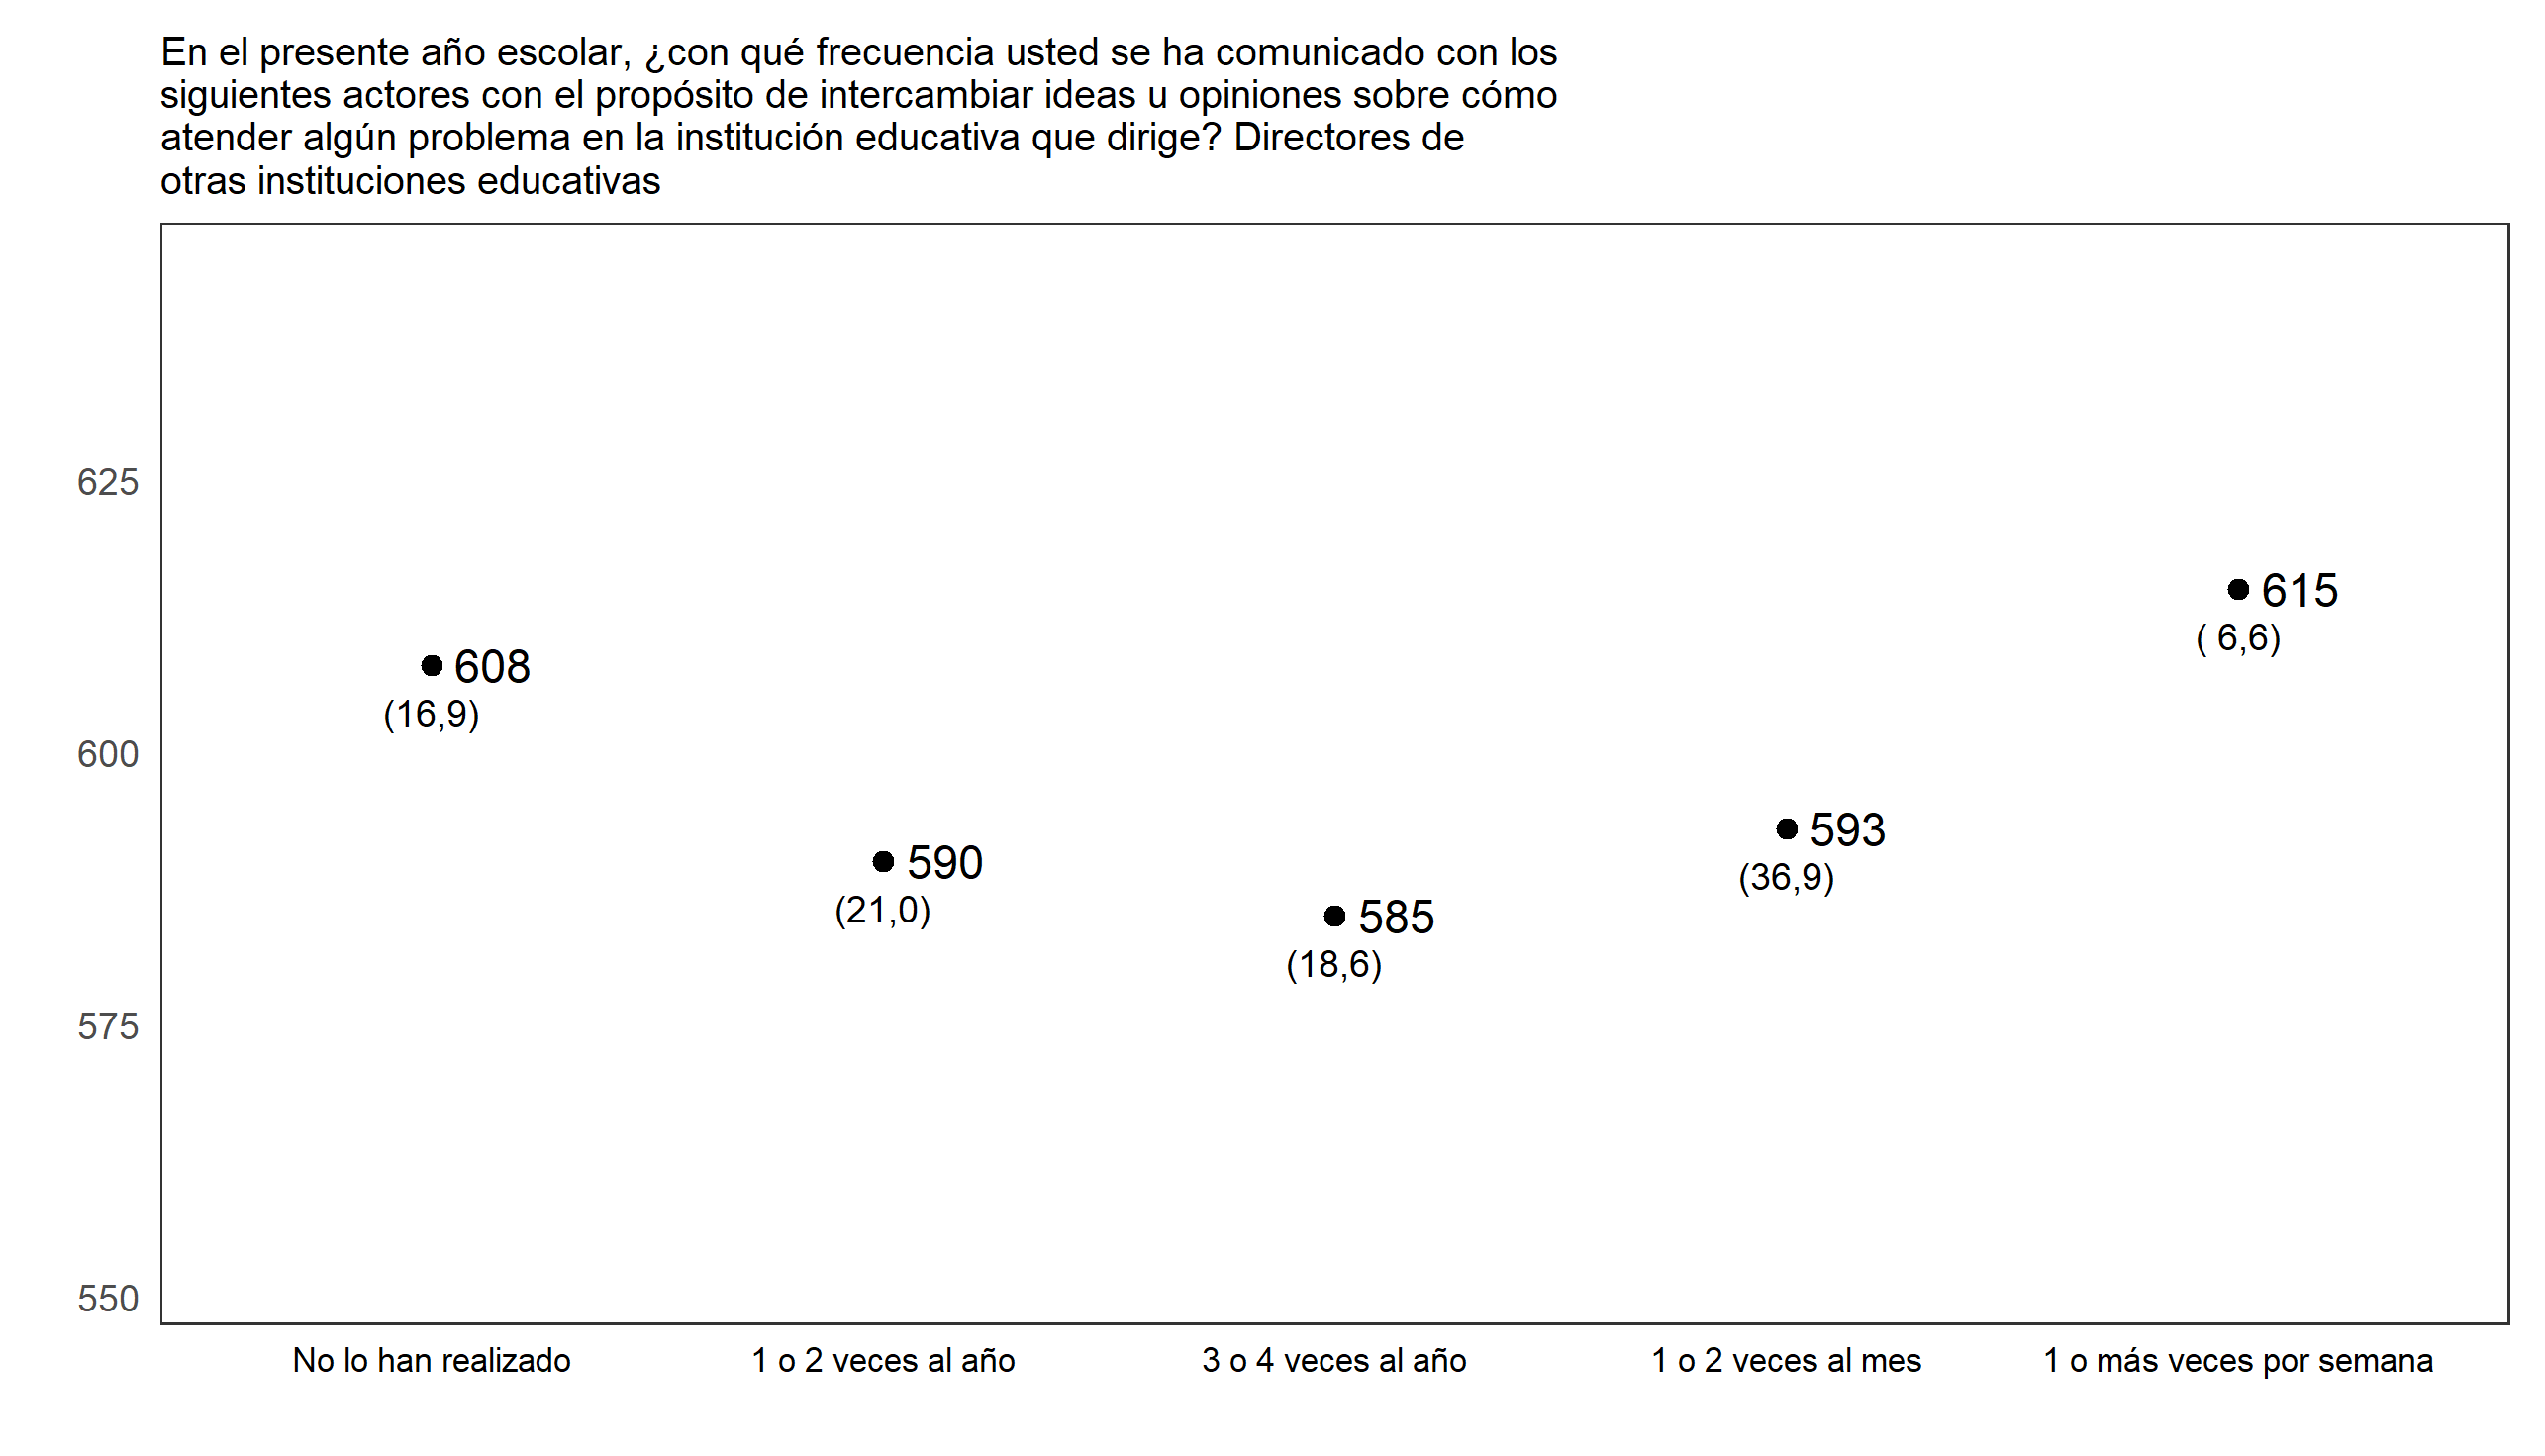 En el presente año escolar, ¿con qué frecuencia usted se ha comunicado con los
siguientes actores con el propósito de intercambiar ideas u opiniones sobre cómo
atender algún problema en la institución educativa que dirige? Directores de
otras instituciones educativas
625
615
( 6,6)
608
(16,9)
600
593
(36,9)
590
(21,0)
585
(18,6)
575
550
No lo han realizado
1 o 2 veces al año
3 o 4 veces al año
1 o 2 veces al mes
1 o más veces por semana